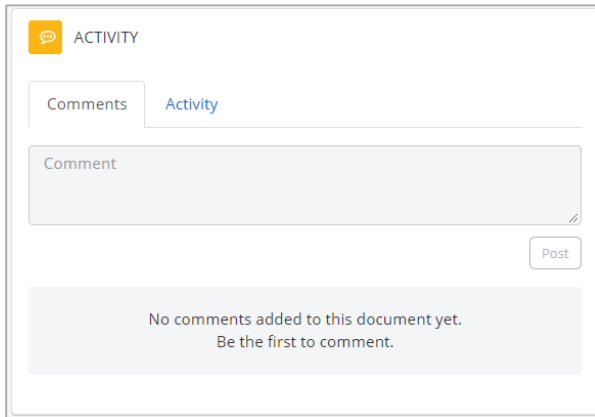 ACTIVITY
Comments
Activity
Comment
Post
No comments added to this document yet.
Be the first to comment.